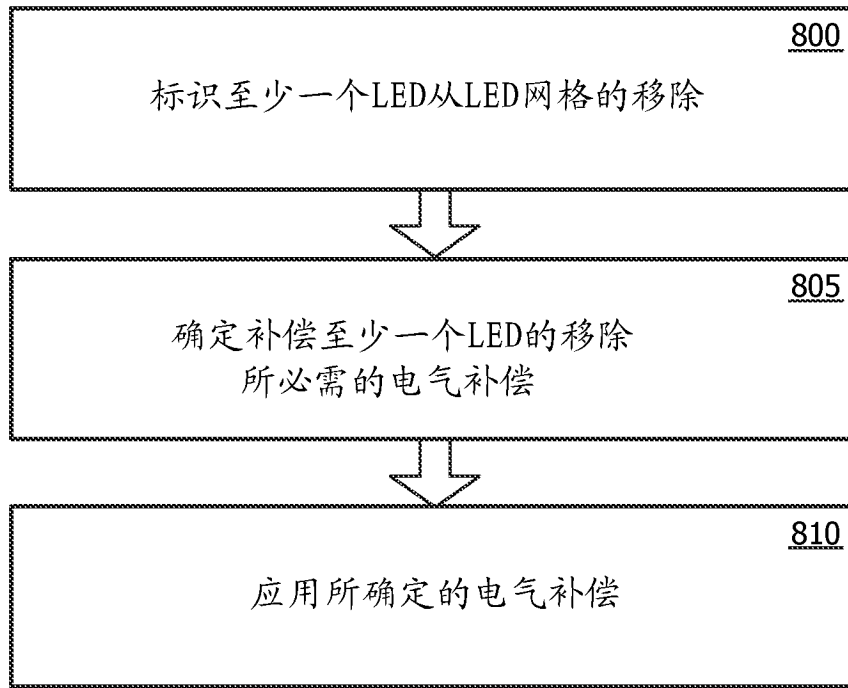 800
标识至少一个LED从LED网格的移除
805
确定补偿至少一个LED的移除
所必需的电气补偿
810
应用所确定的电气补偿